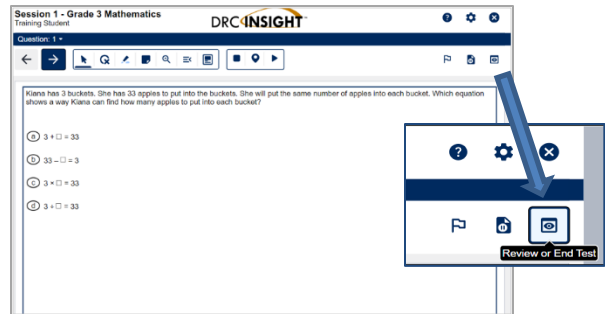 Session 1 - Grade 3 Mathematics
Training Student
DRC INSIGHT
Question: 1
Kiana has 3 buckets. She has 33 apples to put into the buckets. She will put the same number of apples into each bucket. Which equation
shows a way Kiana can find how many apples to put into each bucket?
a 3 + □ = 33
b 33 – □ = 3
c 3 × □ = 33
d 3 ÷ □ = 33
Review or End Test